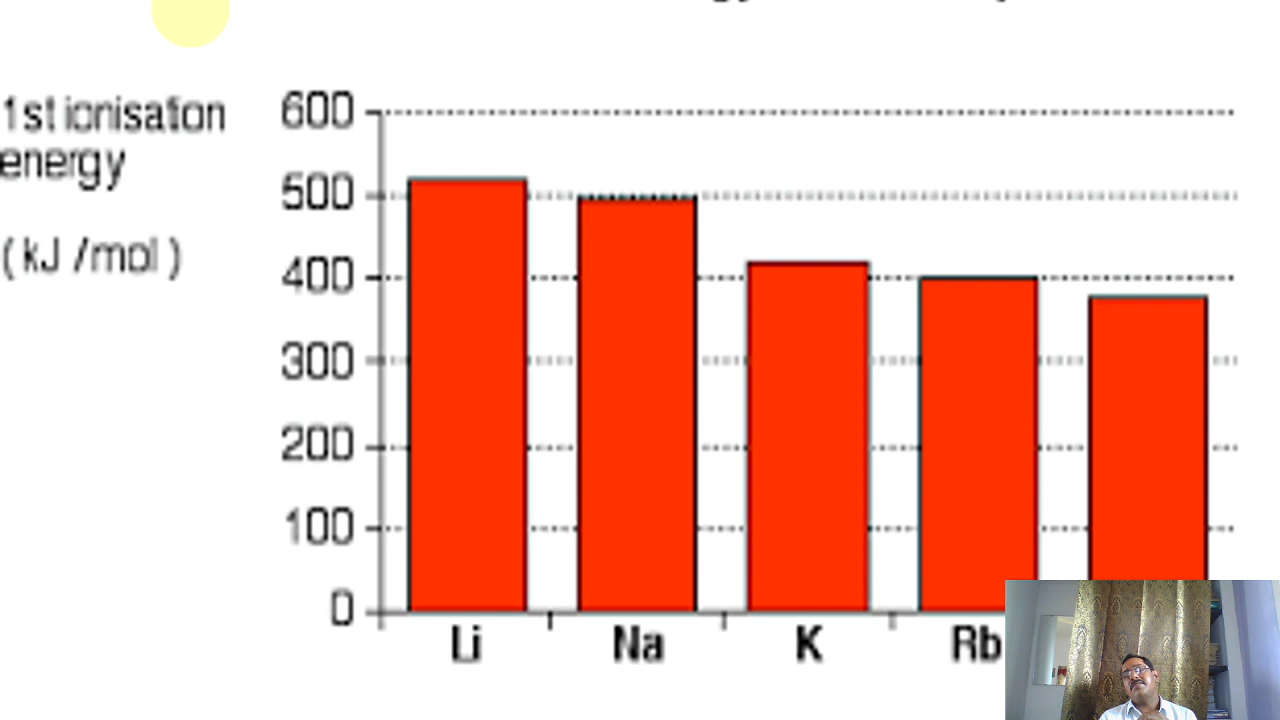 1st ionisation
energy
( kJ /mol )
600
500
400
300
200
100
0
Li Na K Rb